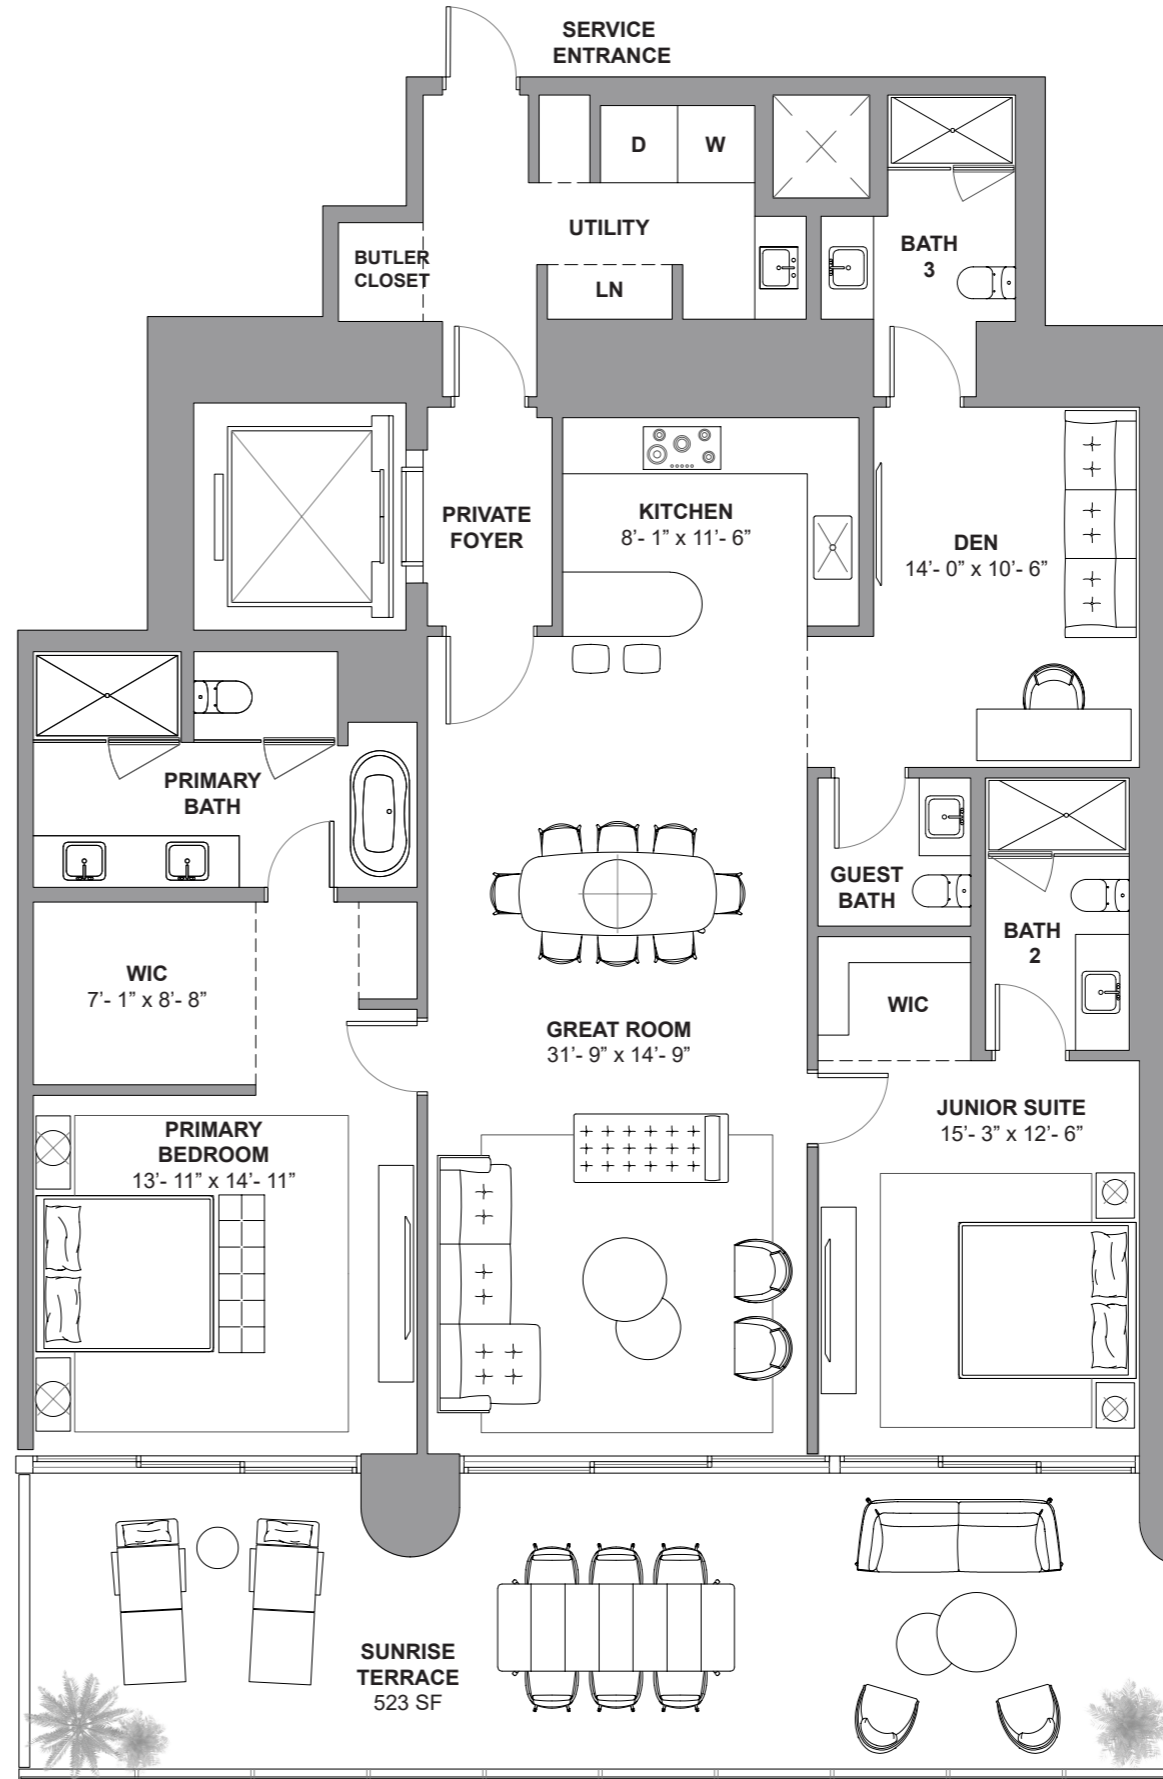 SERVICE
ENTRANCE
D
W
UTILITY
BUTLER
CLOSET
LN
BATH
3
PRIVATE
FOYER
KITCHEN
8’- 1” x 11’- 6”
DEN
14’- 0” x 10’- 6”
PRIMARY
BATH
GUEST
BATH
BATH
2
WIC
7’- 1” x 8’- 8”
WIC
GREAT ROOM
31’- 9” x 14’- 9”
JUNIOR SUITE
15’- 3” x 12’- 6”
PRIMARY
BEDROOM
13’- 11” x 14’- 11”
SUNRISE
TERRACE
523 SF